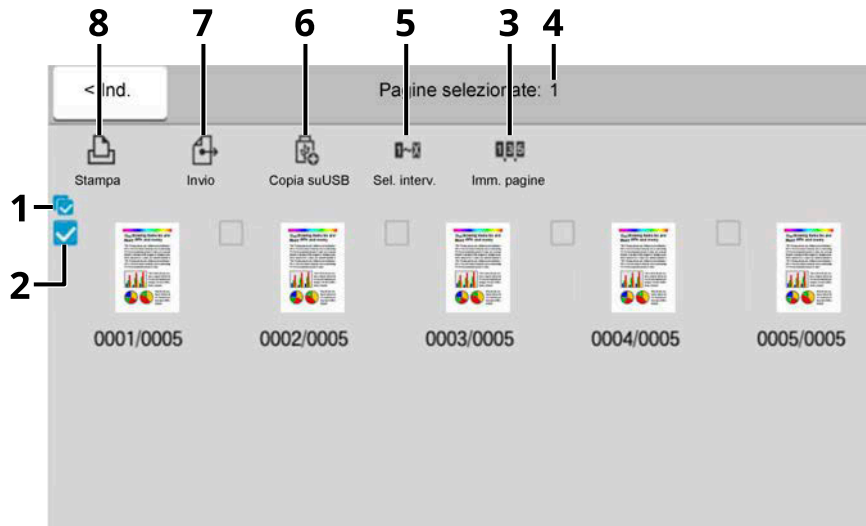 8 7 6 5 3 4
< Ind. Pagine selezionate: 1
Stampa Invio Copia suUSB Sel. interv. Imm. pagine
1
2
0001/0005 0002/0005 0003/0005 0004/0005 0005/0005